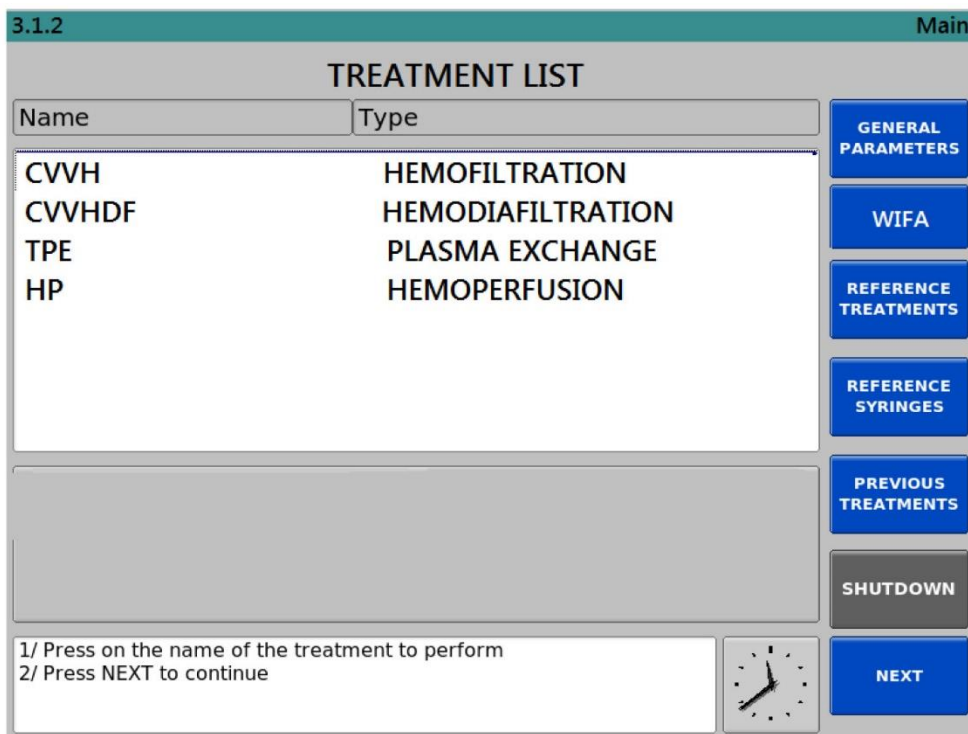 3.1.2 Main
TREATMENT LIST
Name Type
CVVH HEMOFILTRATION
CVVHDF HEMODIAFILTRATION
TPE PLASMA EXCHANGE
HP HEMOPERFUSION
GENERAL
PARAMETERS
WIFA
REFERENCE
TREATMENTS
REFERENCE
SYRINGES
PREVIOUS
TREATMENTS
SHUTDOWN
1/ Press on the name of the treatment to perform
2/ Press NEXT to continue
NEXT